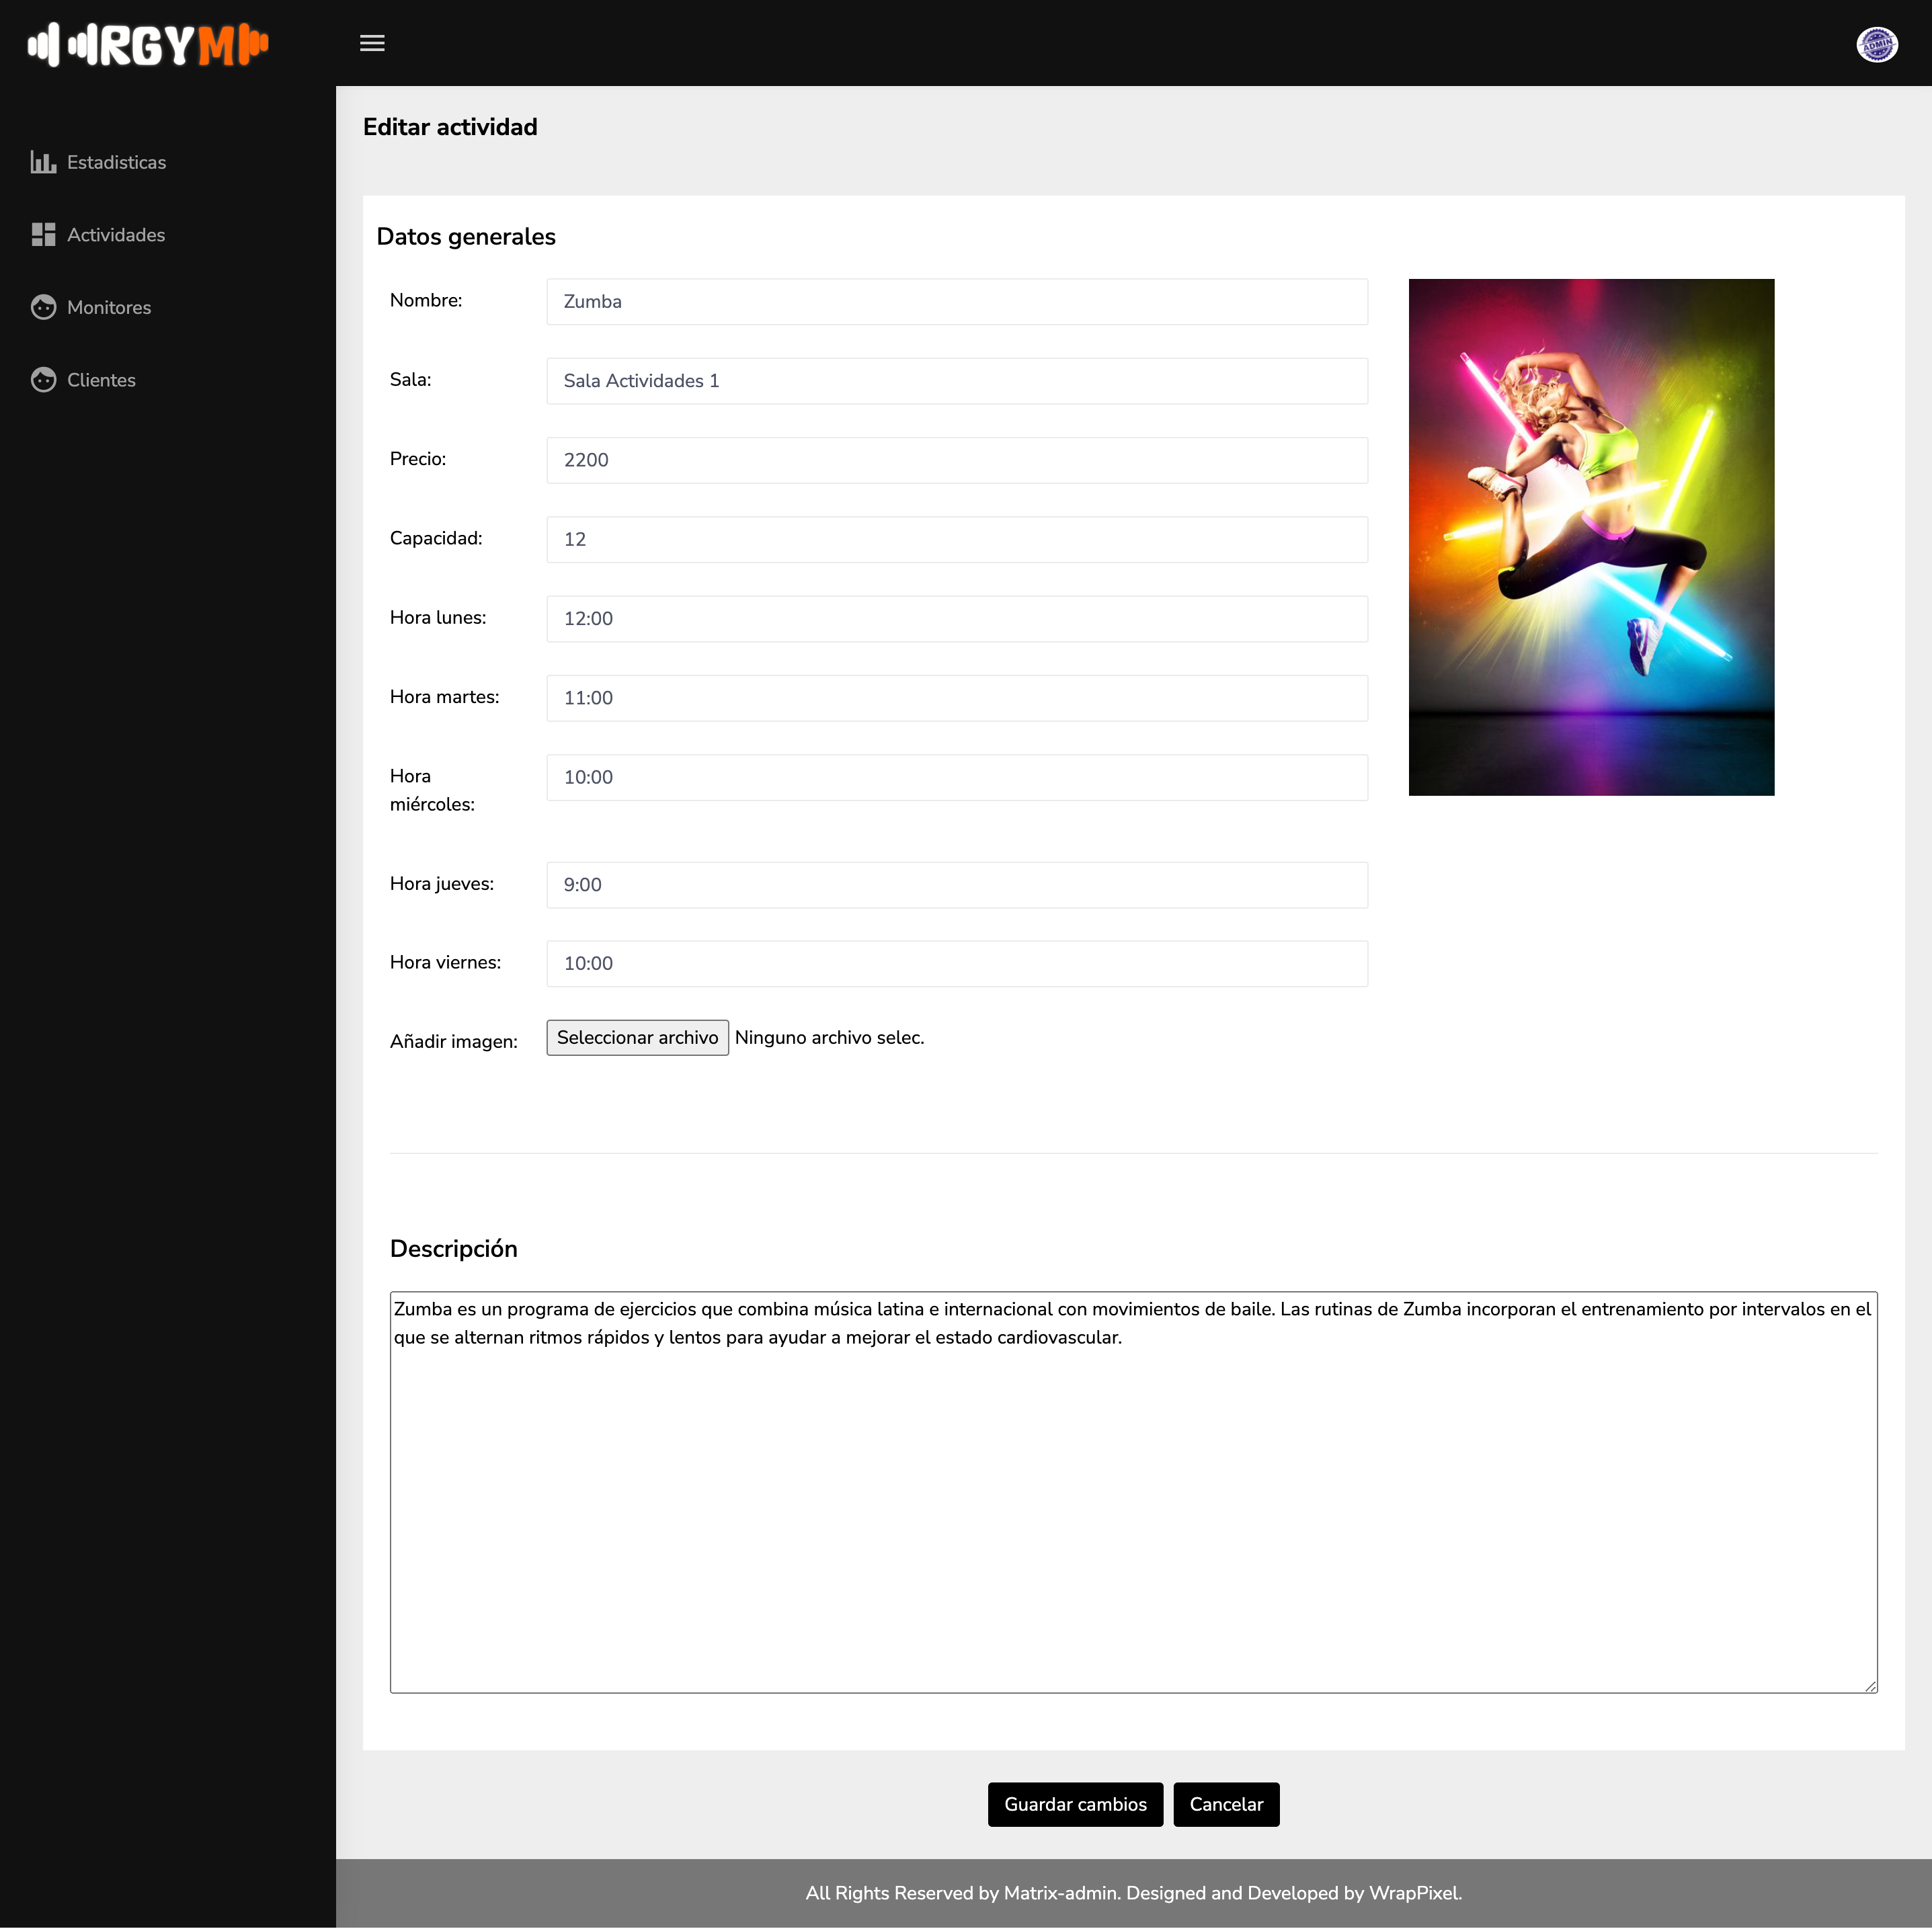 RGYM
ADMIN
Editar actividad
Estadisticas
Actividades
Monitores
Clientes
Datos generales
Nombre:
Zumba
Sala:
Sala Actividades 1
Precio:
2200
Capacidad:
12
Hora lunes:
12:00
Hora martes:
11:00
Hora
miércoles:
10:00
Hora jueves:
9:00
Hora viernes:
10:00
Añadir imagen:
Seleccionar archivo Ninguno archivo selec.
Descripción
Zumba es un programa de ejercicios que combina música latina e internacional con movimientos de baile. Las rutinas de Zumba incorporan el entrenamiento por intervalos en el
que se alternan ritmos rápidos y lentos para ayudar a mejorar el estado cardiovascular.
Guardar cambios
Cancelar
All Rights Reserved by Matrix-admin. Designed and Developed by WrapPixel.